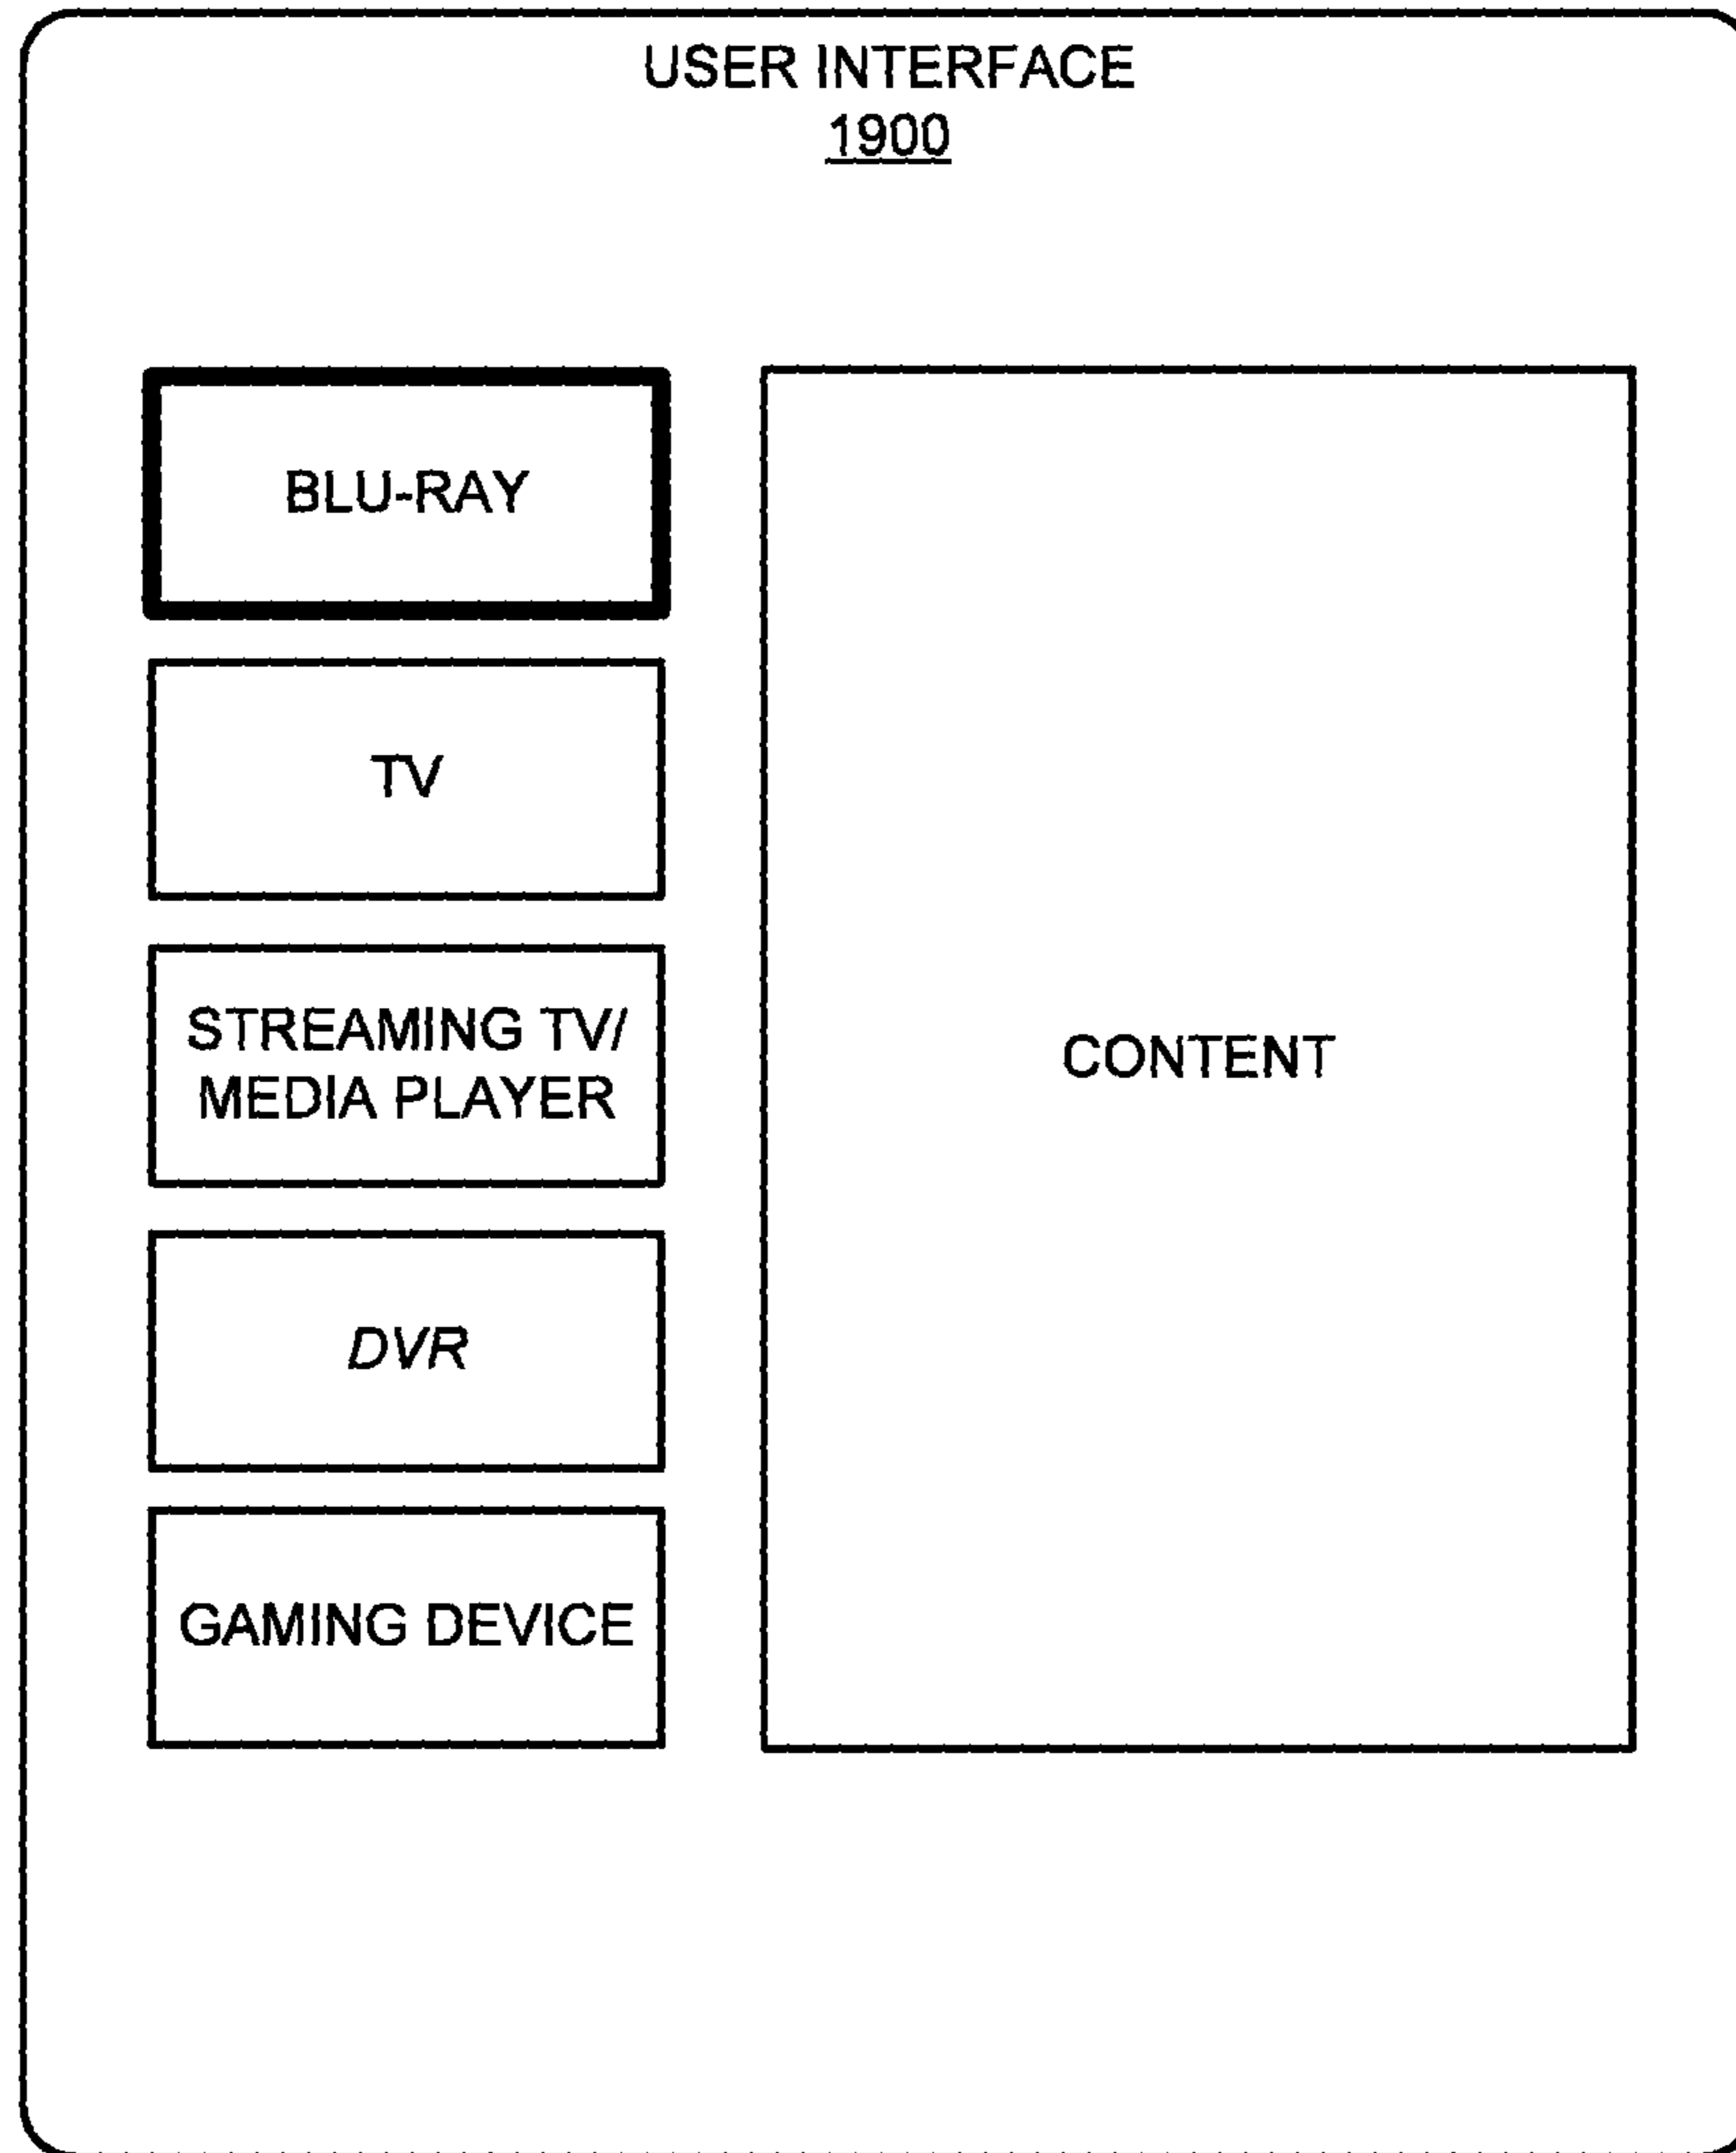 USER INTERFACE
1900
BLU-RAY
TV
STREAMING TV/
MEDIA PLAYER
DVR
GAMING DEVICE
CONTENT